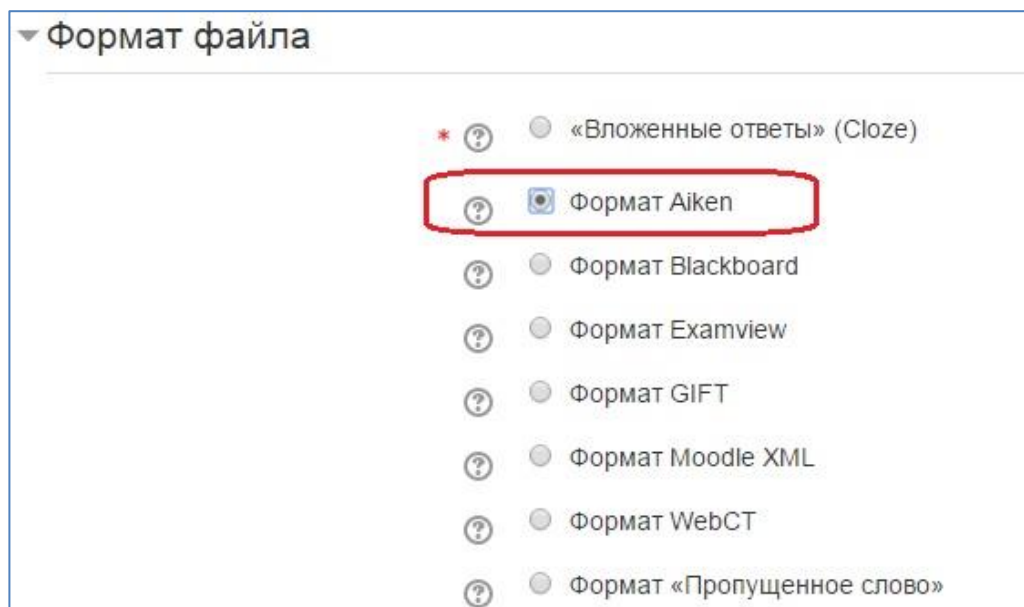 Формат файла
* «Вложенные ответы» (Cloze)
Формат Aiken
Формат Blackboard
Формат Examview
Формат GIFT
Формат Moodle XML
Формат WebCT
Формат «Пропущенное слово»